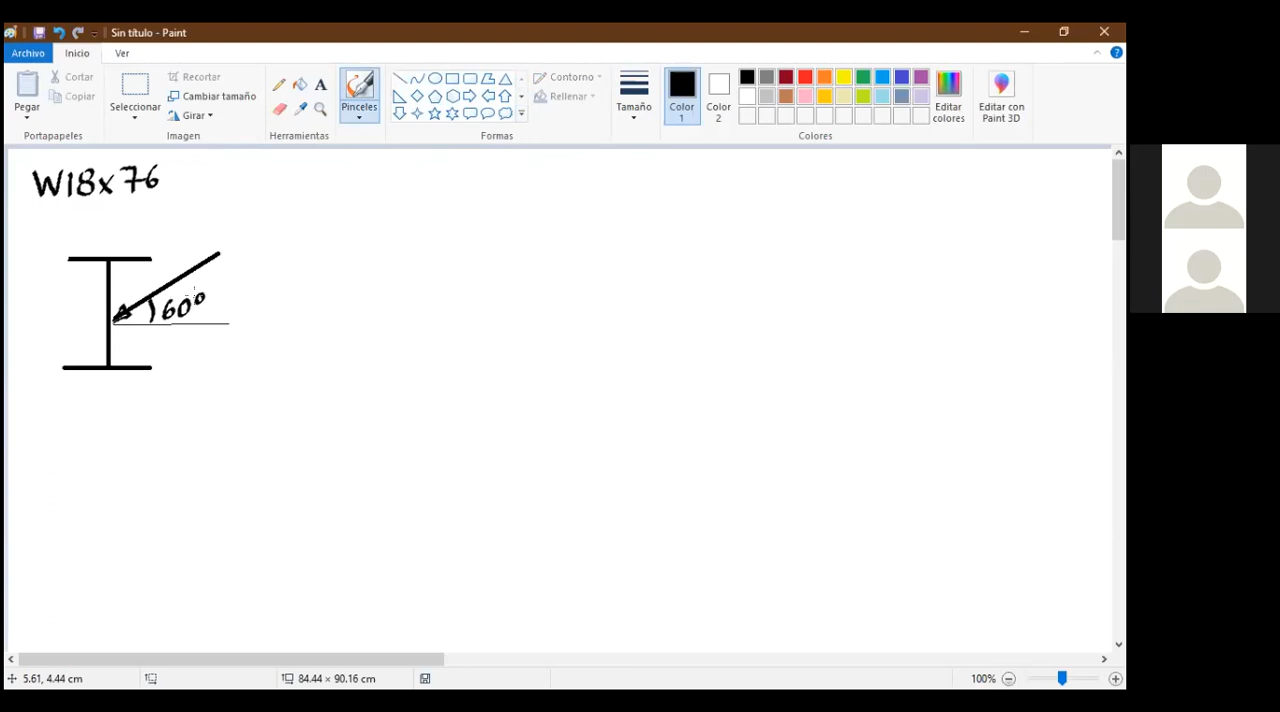 Sin título - Paint
Archivo Inicio Ver
Pegar
Cortar
Copiar
Portapapeles
Seleccionar
Recortar
Cambiar tamaño
Girar
Imagen
A
Herramientas
Pinceles
Contorno
Rellenar
Formas
Tamaño
Color 1
Color 2
Editar colores
Colores
Editar con Paint 3D
W18x76
60°
5.61, 4.44 cm
84.44 × 90.16 cm
100%